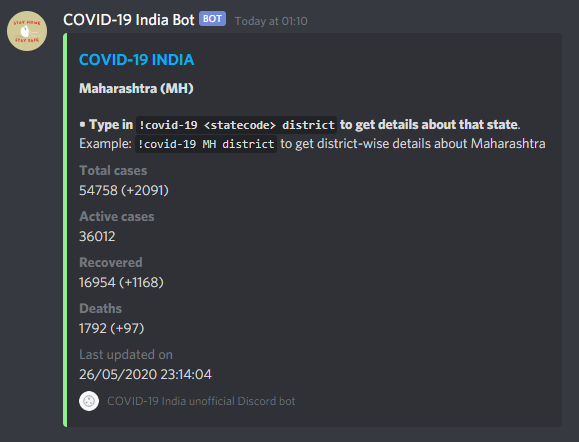 STAY HOME
STAY SAFE
COVID-19 India Bot BOT Today at 01:10
COVID-19 INDIA
Maharashtra (MH)
• Type in !covid-19 <statecode> district to get details about that state.
Example: !covid-19 MH district to get district-wise details about Maharashtra
Total cases
54758 (+2091)
Active cases
36012
Recovered
16954 (+1168)
Deaths
1792 (+97)
Last updated on
26/05/2020 23:14:04
COVID-19 India unofficial Discord bot